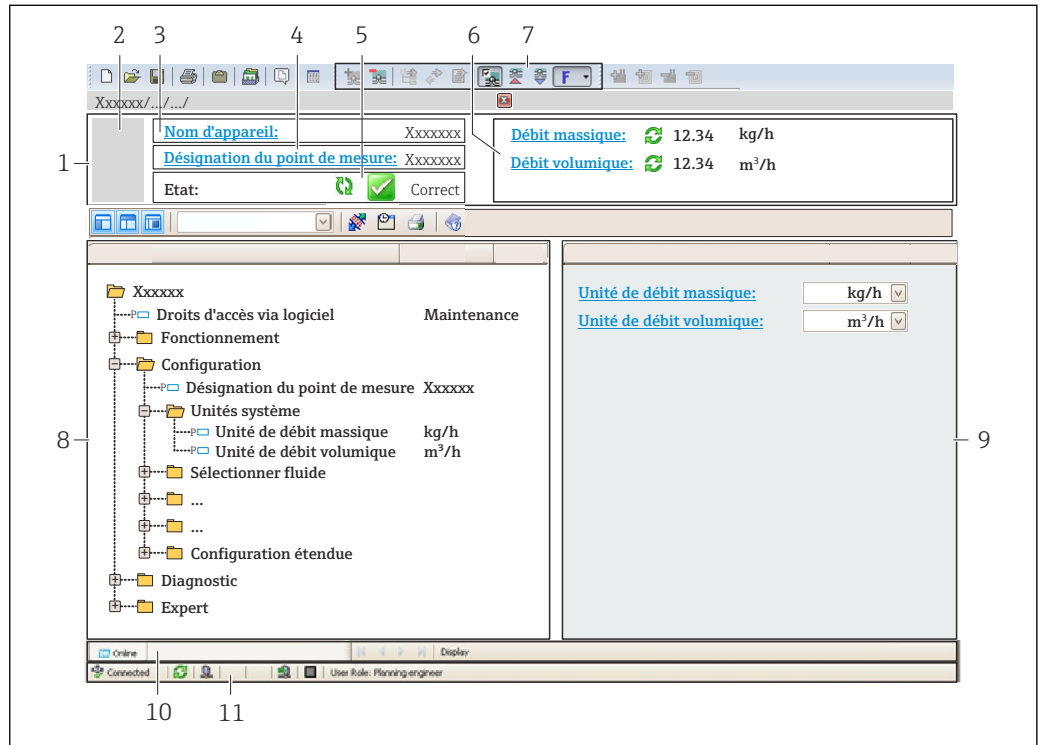 2 3 4 5 6 7
F
Xxxxxx/.../.../
1
Nom d'appareil: Xxxxxxx
Désignation du point de mesure: Xxxxxxx
Etat: Correct
Débit massique: 12.34 kg/h
Débit volumique: 12.34 m³/h
Xxxxxx
P Droits d'accès via logiciel Maintenance
Fonctionnement
Configuration
P Désignation du point de mesure Xxxxxx
Unités système
P Unité de débit massique kg/h
P Unité de débit volumique m³/h
Sélectionner fluide
...
...
Configuration étendue
Diagnostic
Expert
8
Unité de débit massique: kg/h
Unité de débit volumique: m³/h
9
Online Display
Connected User Role: Planning engineer
10 11